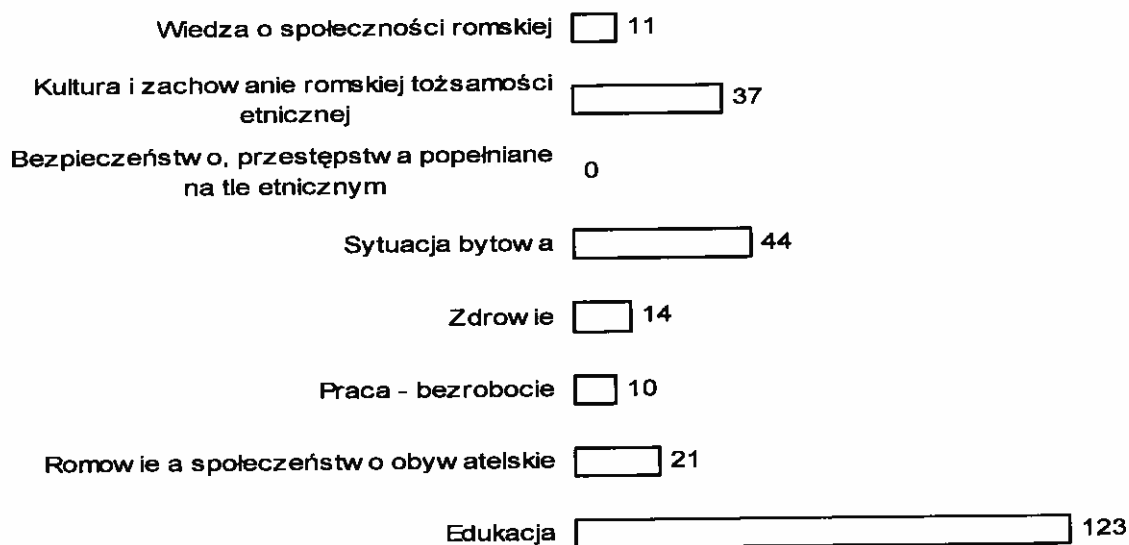 Wiedza o społeczności romskiej 11
Kultura i zachowanie romskiej tożsamości
etnicznej 37
Bezpieczeństwo, przestępstwa popełniane
na tle etnicznym 0
Sytuacja bytowa 44
Zdrowie 14
Praca - bezrobocie 10
Romowie a społeczeństwo obywatelskie 21
Edukacja 123